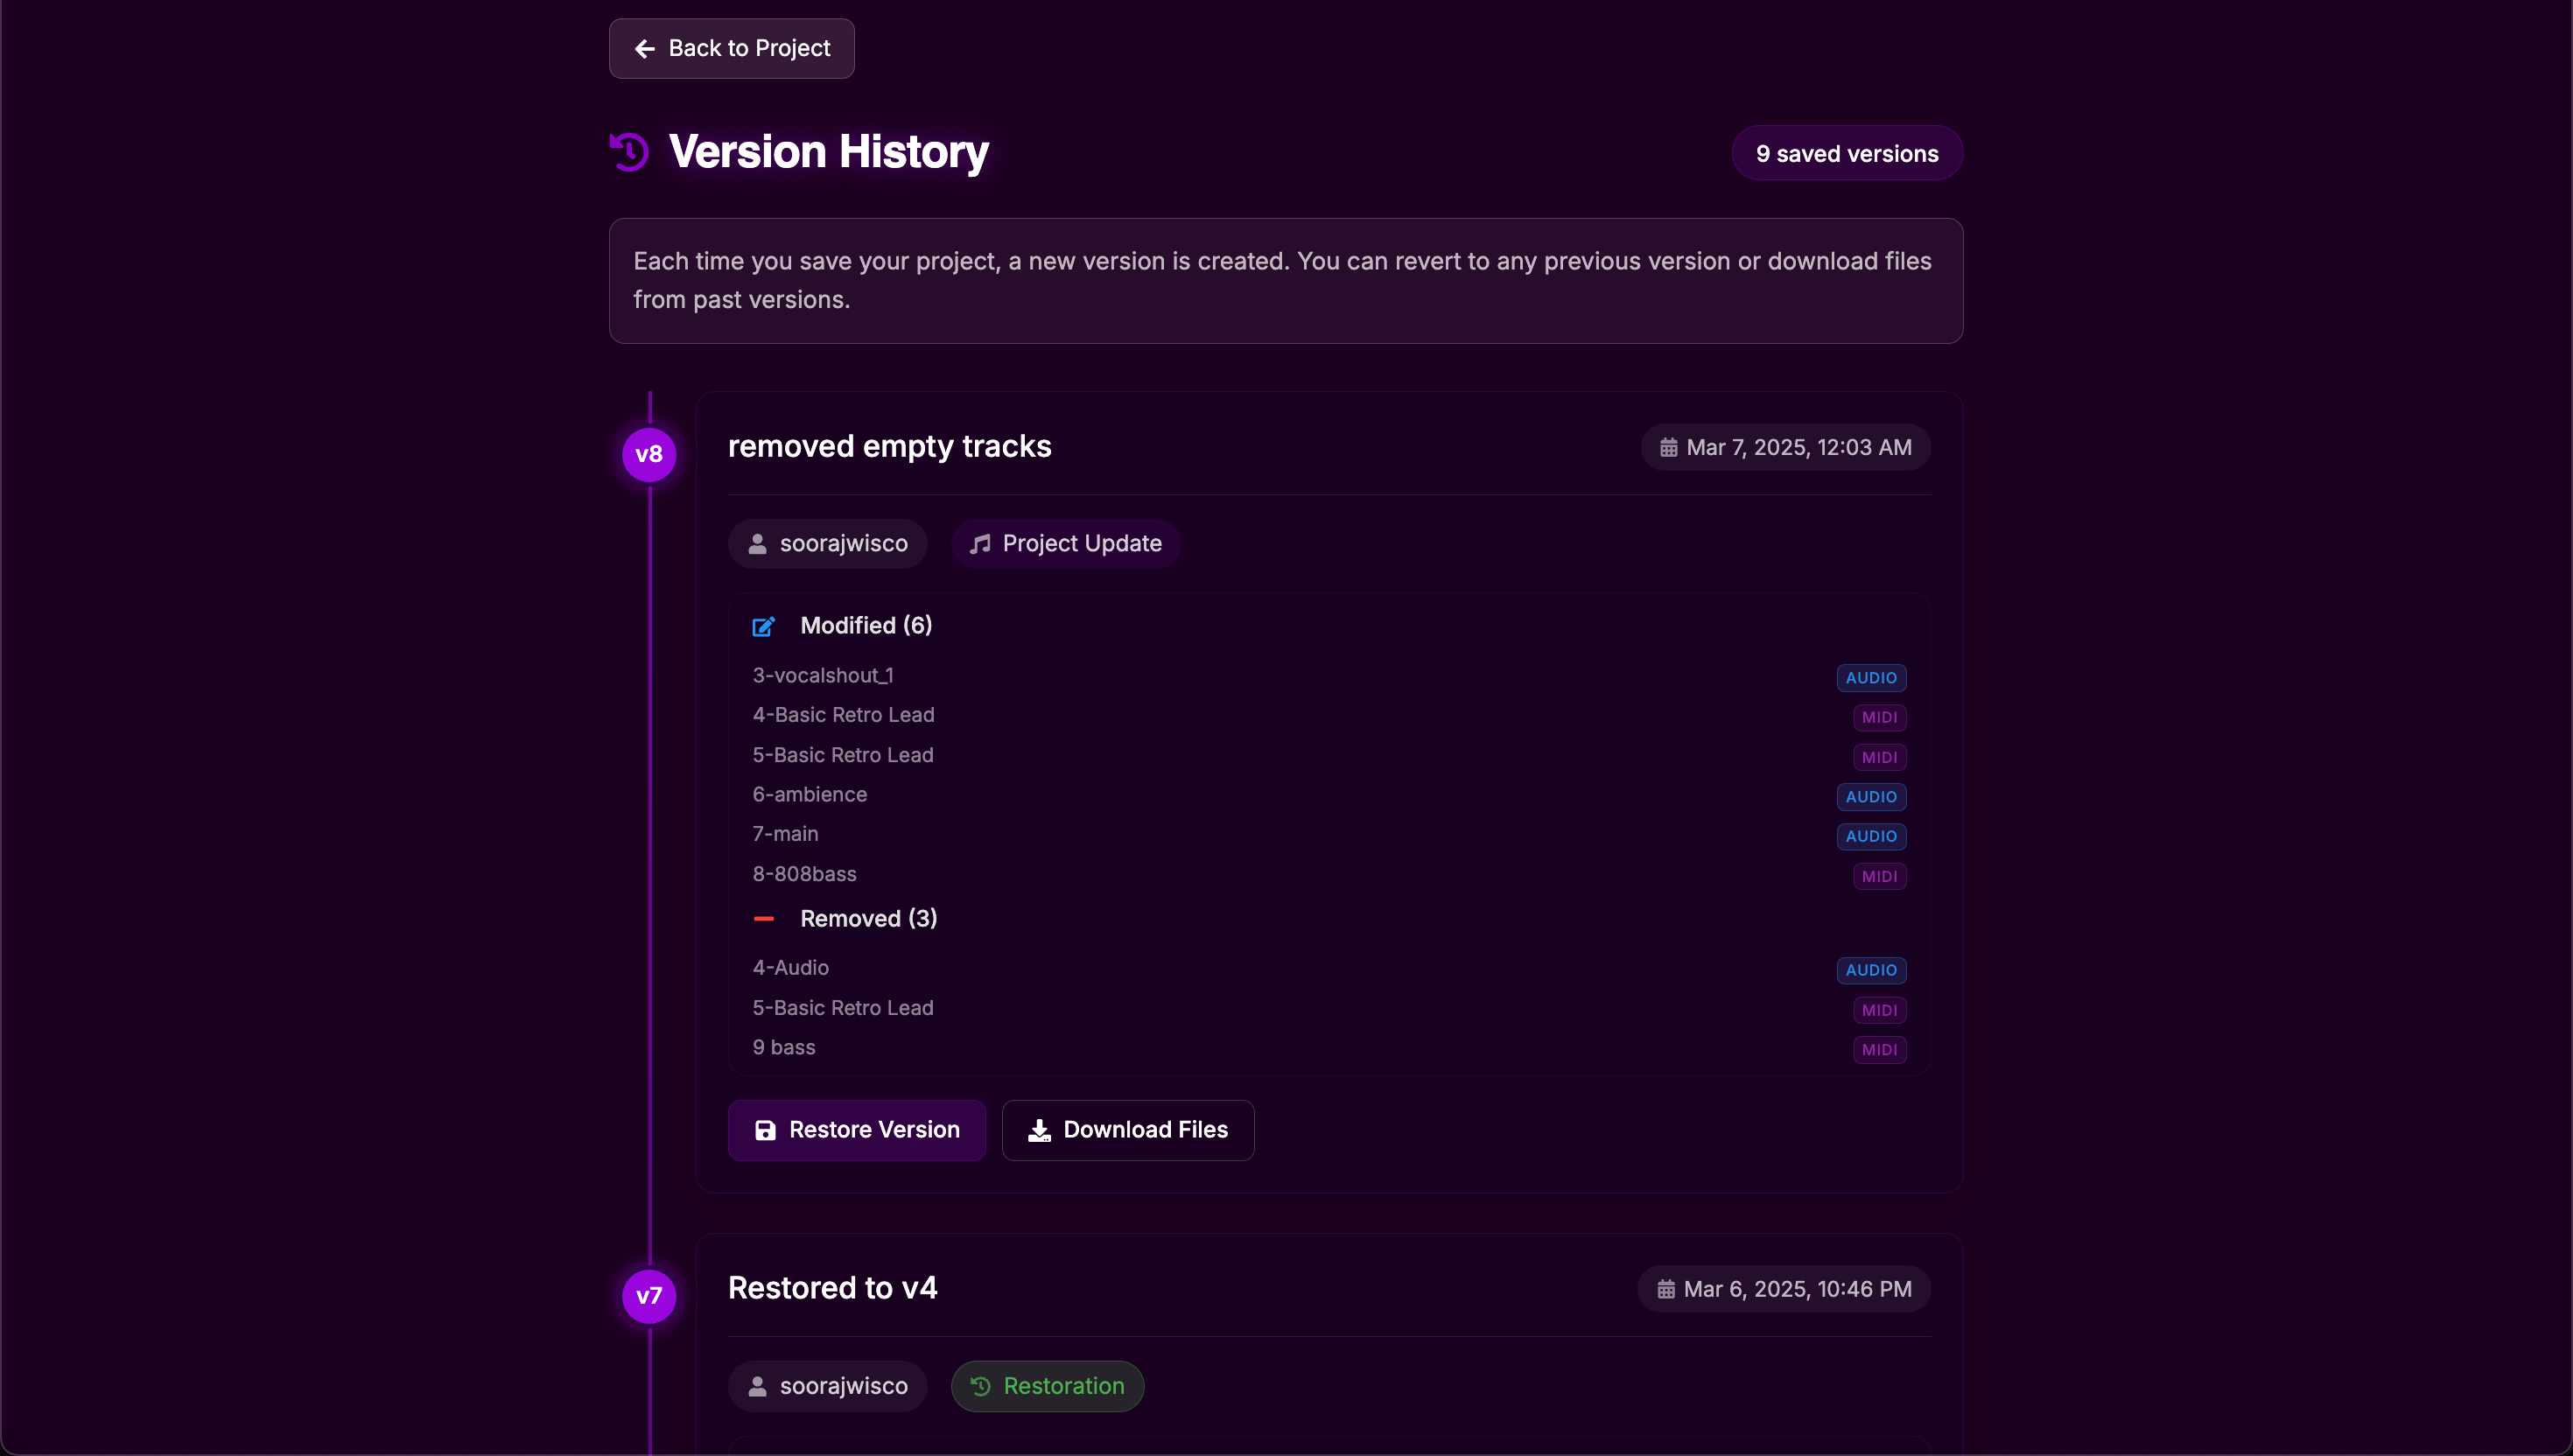 Back to Project
Version History
9 saved versions
Each time you save your project, a new version is created. You can revert to any previous version or download files
from past versions.
v8
removed empty tracks
Mar 7, 2025, 12:03 AM
soorajwisco
Project Update
Modified (6)
3-vocalshout_1 AUDIO
4-Basic Retro Lead MIDI
5-Basic Retro Lead MIDI
6-ambience AUDIO
7-main AUDIO
8-808bass MIDI
Removed (3)
4-Audio AUDIO
5-Basic Retro Lead MIDI
9 bass MIDI
Restore Version
Download Files
v7
Restored to v4
Mar 6, 2025, 10:46 PM
soorajwisco
Restoration